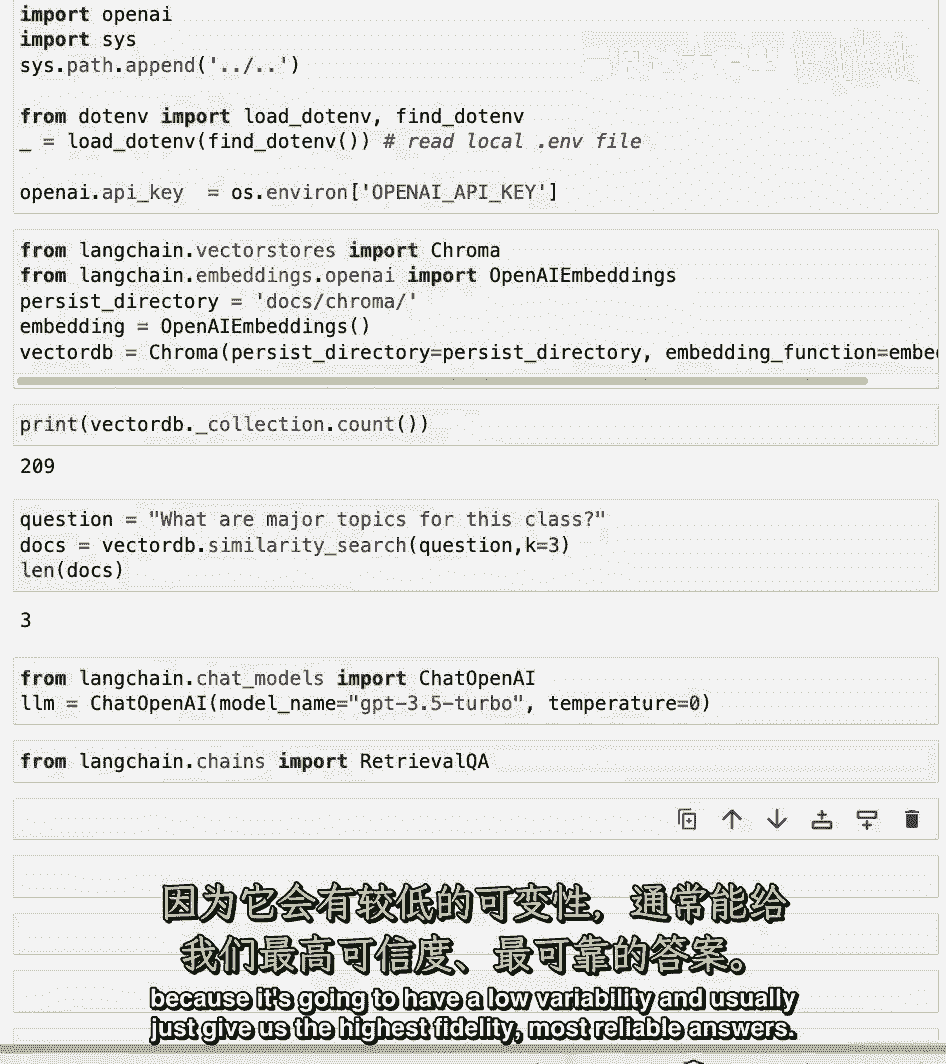 import openai
import sys
sys.path.append('../..')
from dotenv import load_dotenv, find_dotenv
_ = load_dotenv(find_dotenv()) # read local .env file
openai.api_key  = os.environ['OPENAI_API_KEY']
from langchain.vectorstores import Chroma
from langchain.embeddings.openai import OpenAIEmbeddings
persist_directory = 'docs/chroma/'
embedding = OpenAIEmbeddings()
vectordb = Chroma(persist_directory=persist_directory, embedding_function=embe
print(vectordb._collection.count())
209
question = "What are major topics for this class?"
docs = vectordb.similarity_search(question,k=3)
len(docs)
3
from langchain.chat_models import ChatOpenAI
llm = ChatOpenAI(model_name="gpt-3.5-turbo", temperature=0)
from langchain.chains import RetrievalQA
因为它会有较低的可变性，通常能给
我们最高可信度、最可靠的答案。
because it's going to have a low variability and usually
just give us the highest fidelity, most reliable answers.